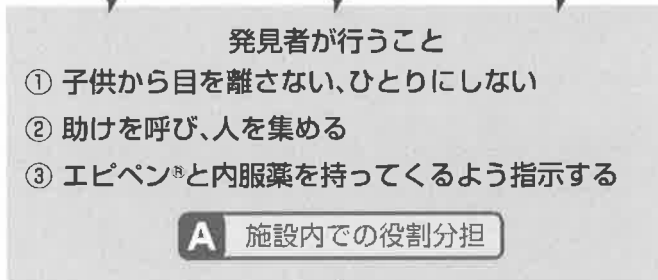 発見者が行うこと
① 子供から目を離さない、ひとりにしない
② 助けを呼び、人を集める
③ エピペン®と内服薬を持ってくるよう指示する
A 施設内での役割分担